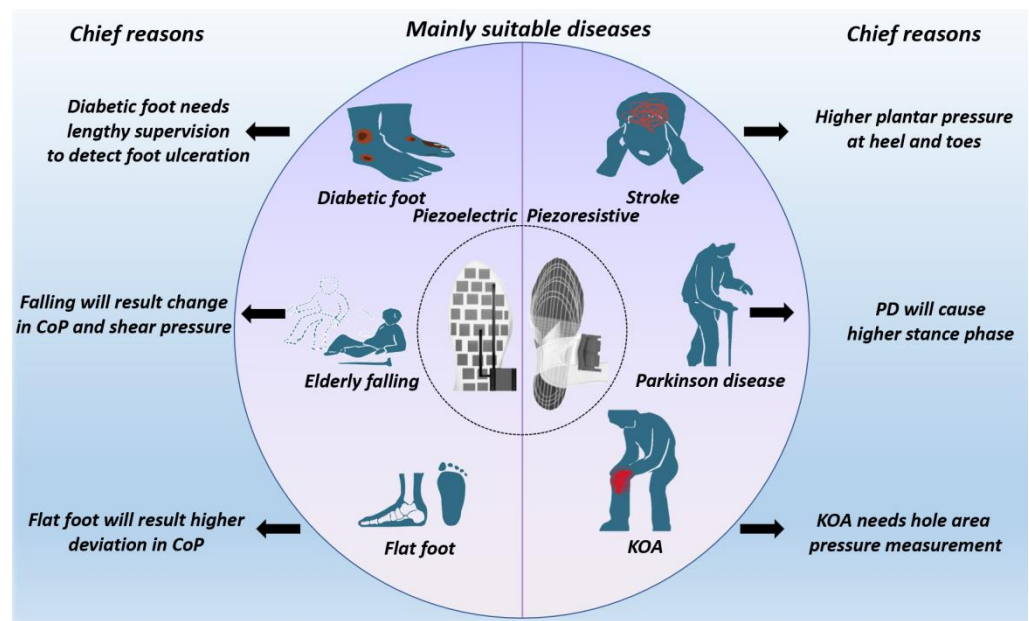 Chief reasons
Mainly suitable diseases
Chief reasons
Diabetic foot needs
lengthy supervision
to detect foot ulceration
Diabetic foot
Stroke
Higher plantar pressure
at heel and toes
Piezoelectric
Piezoresistive
Falling will result change
in CoP and shear pressure
Elderly falling
Parkinson disease
PD will cause
higher stance phase
Flat foot will result higher
deviation in CoP
Flat foot
KOA
KOA needs hole area
pressure measurement